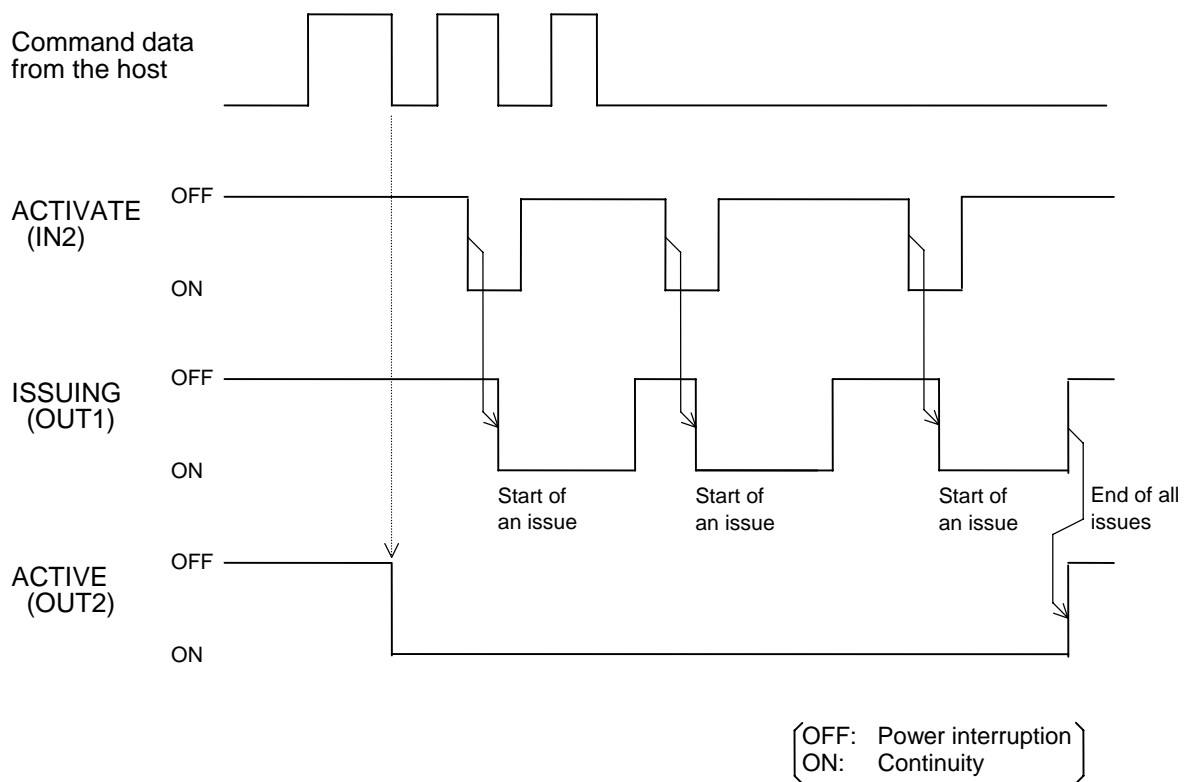 Command data
from the host
OFF
ACTIVATE
(IN2)
ON
OFF
ISSUING
(OUT1)
ON
Start of
an issue
Start of
an issue
Start of
an issue
End of all
issues
OFF
ACTIVE
(OUT2)
ON
OFF: Power interruption
ON: Continuity